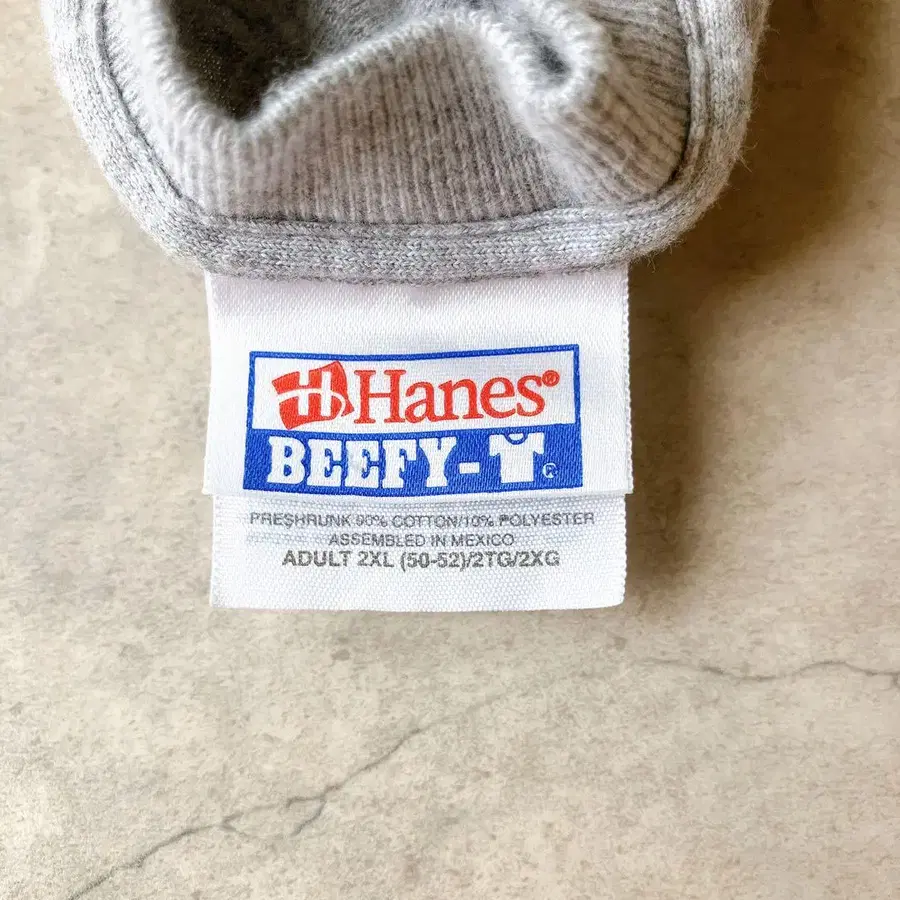 Hanes®
BEEFY-T®
PRESHRUNK 90% COTTON/10% POLYESTER
ASSEMBLED IN MEXICO
ADULT 2XL (50-52)/2TG/2XG